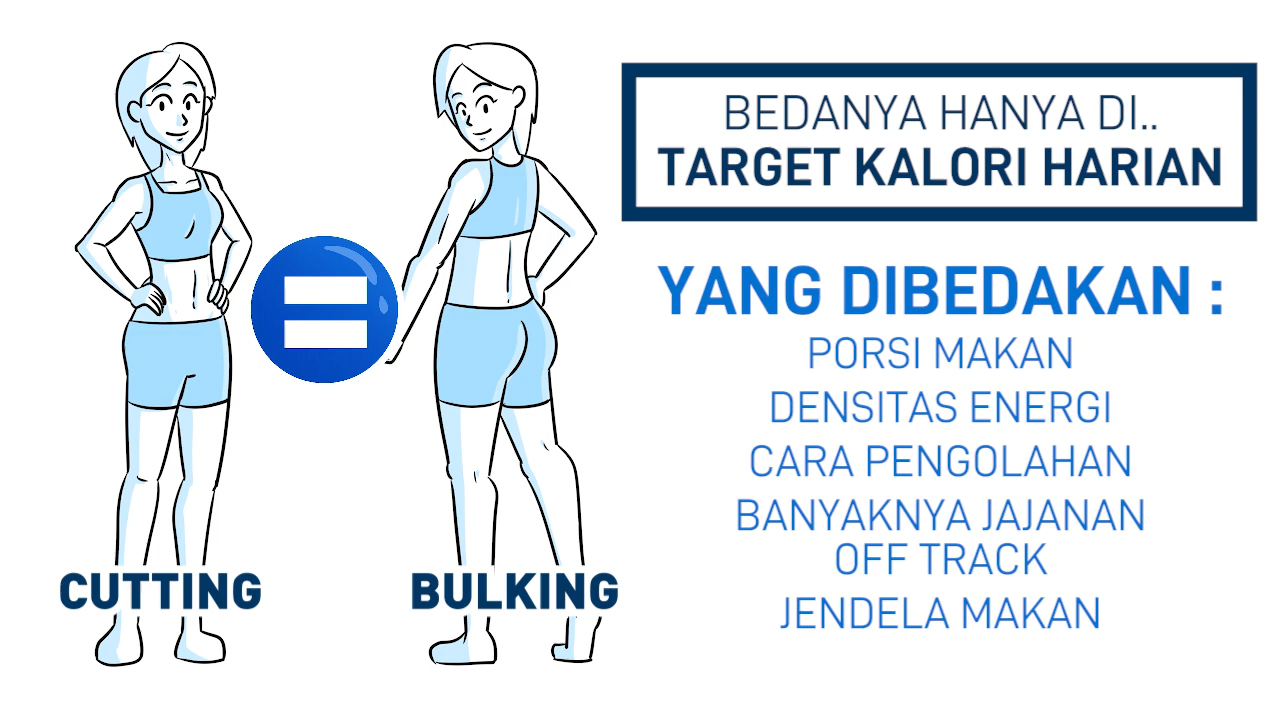 BEDANYA HANYA DI..
TARGET KALORI HARIAN
YANG DIBEDAKAN :
PORSI MAKAN
DENSITAS ENERGI
CARA PENGOLAHAN
BANYAKNYA JAJANAN
OFF TRACK
JENDELA MAKAN
CUTTING
BULKING